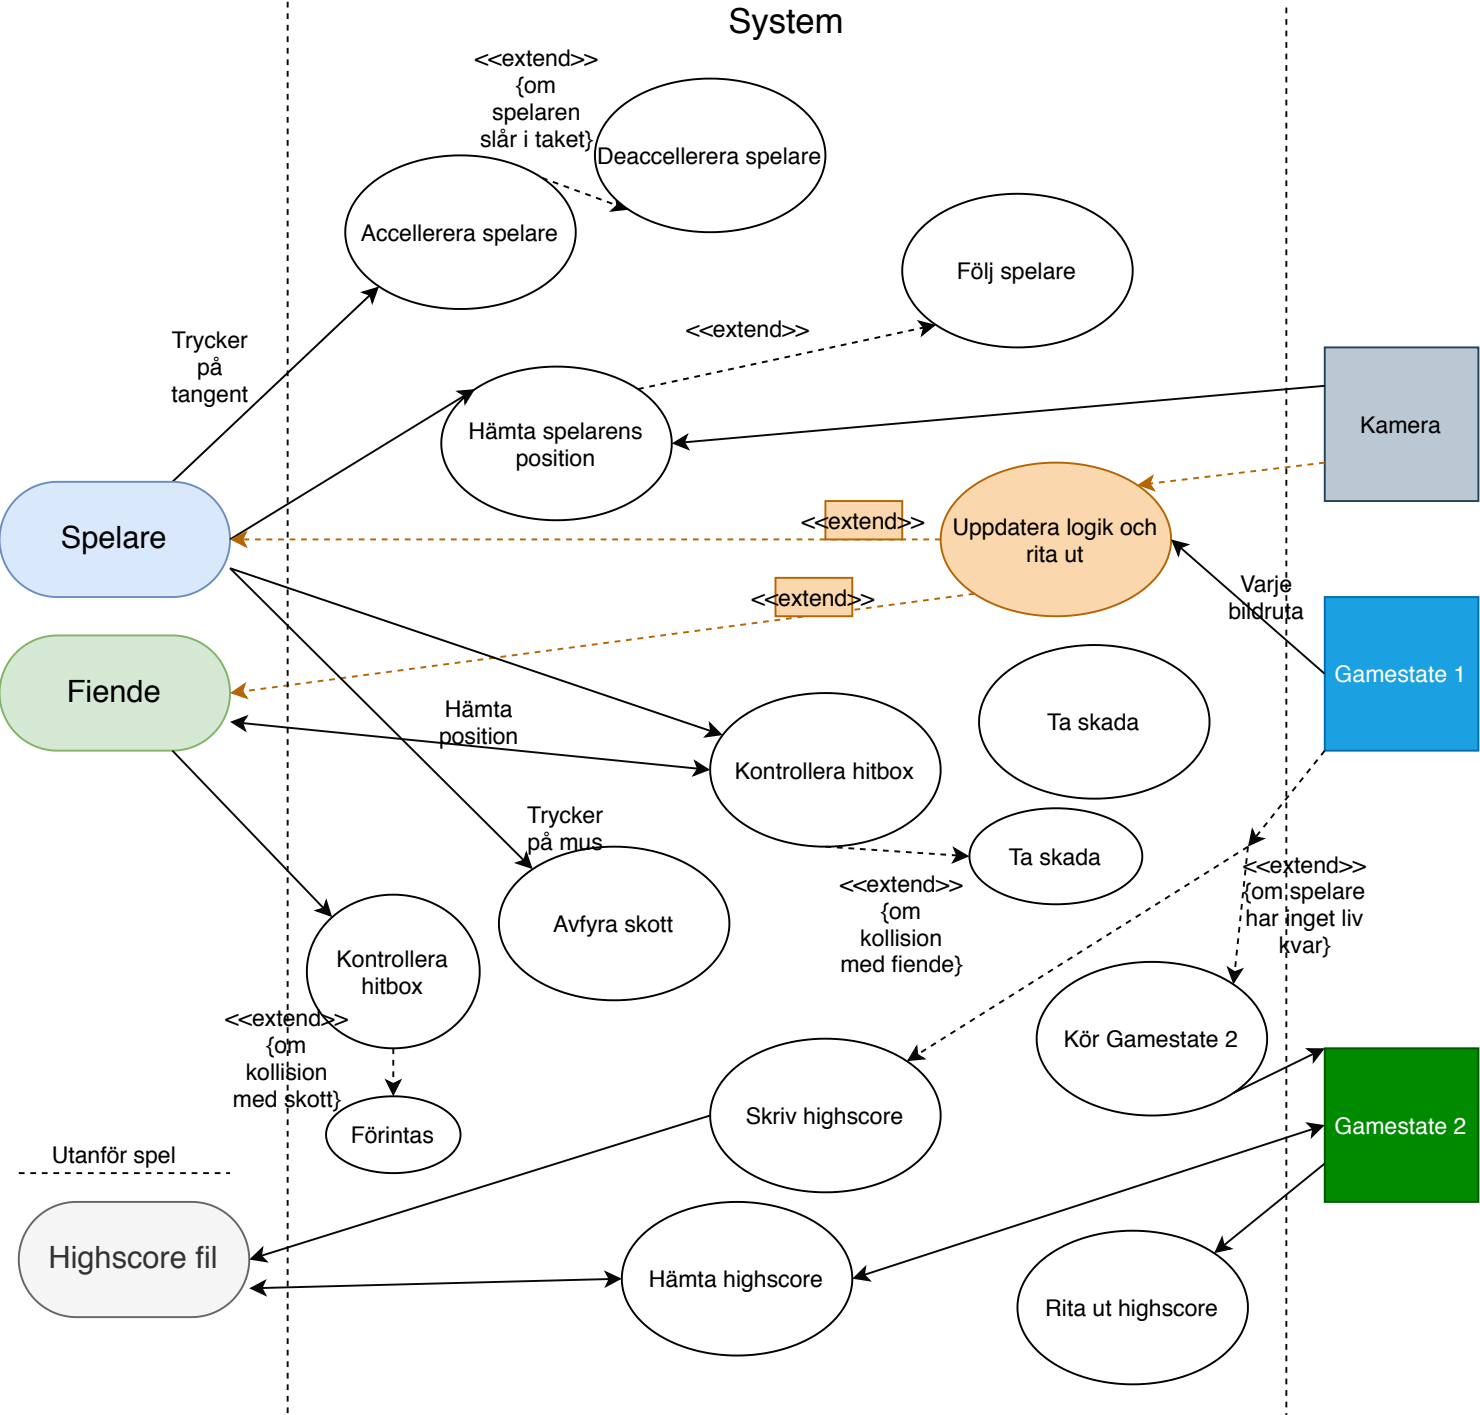 System
<<extend>>
{om
spelaren
slår i taket}
Deaccellerera spelare
Accellerera spelare
Följ spelare
<<extend>>
Trycker
på
tangent
Hämta spelarens
position
Kamera
Spelare
<<extend>>
Uppdatera logik och
rita ut
<<extend>>
Varje
bildruta
Fiende
Gamestate 1
Hämta
position
Ta skada
Kontrollera hitbox
Trycker
på mus
Ta skada
<<extend>>
{om spelare
har inget liv
kvar}
<<extend>>
{om
kollision
med fiende}
Avfyra skott
Kontrollera
hitbox
<<extend>>
{om
kollision
med skott}
Kör Gamestate 2
Skriv highscore
Gamestate 2
Förintas
Utanför spel
Highscore fil
Hämta highscore
Rita ut highscore